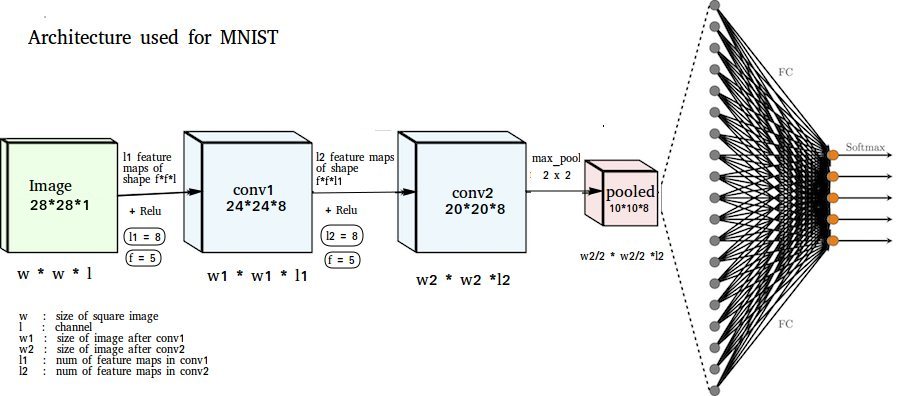 Architecture used for MNIST
Image
28*28*1
w * w * l
l1 feature
maps of
shape f*f*l
+ Relu
l1 = 8
f = 5
conv1
24*24*8
w1 * w1 * l1
l2 feature maps
of shape
f*f*l1
+ Relu
l2 = 8
f = 5
conv2
20*20*8
w2 * w2 *l2
max_pool
2 x 2
pooled
10*10*8
w2/2 * w2/2 *l2
FC
FC
Softmax
w : size of square image
l : channel
w1 : size of image after conv1
w2 : size of image after conv2
l1 : num of feature maps in conv1
l2 : num of feature maps in conv2